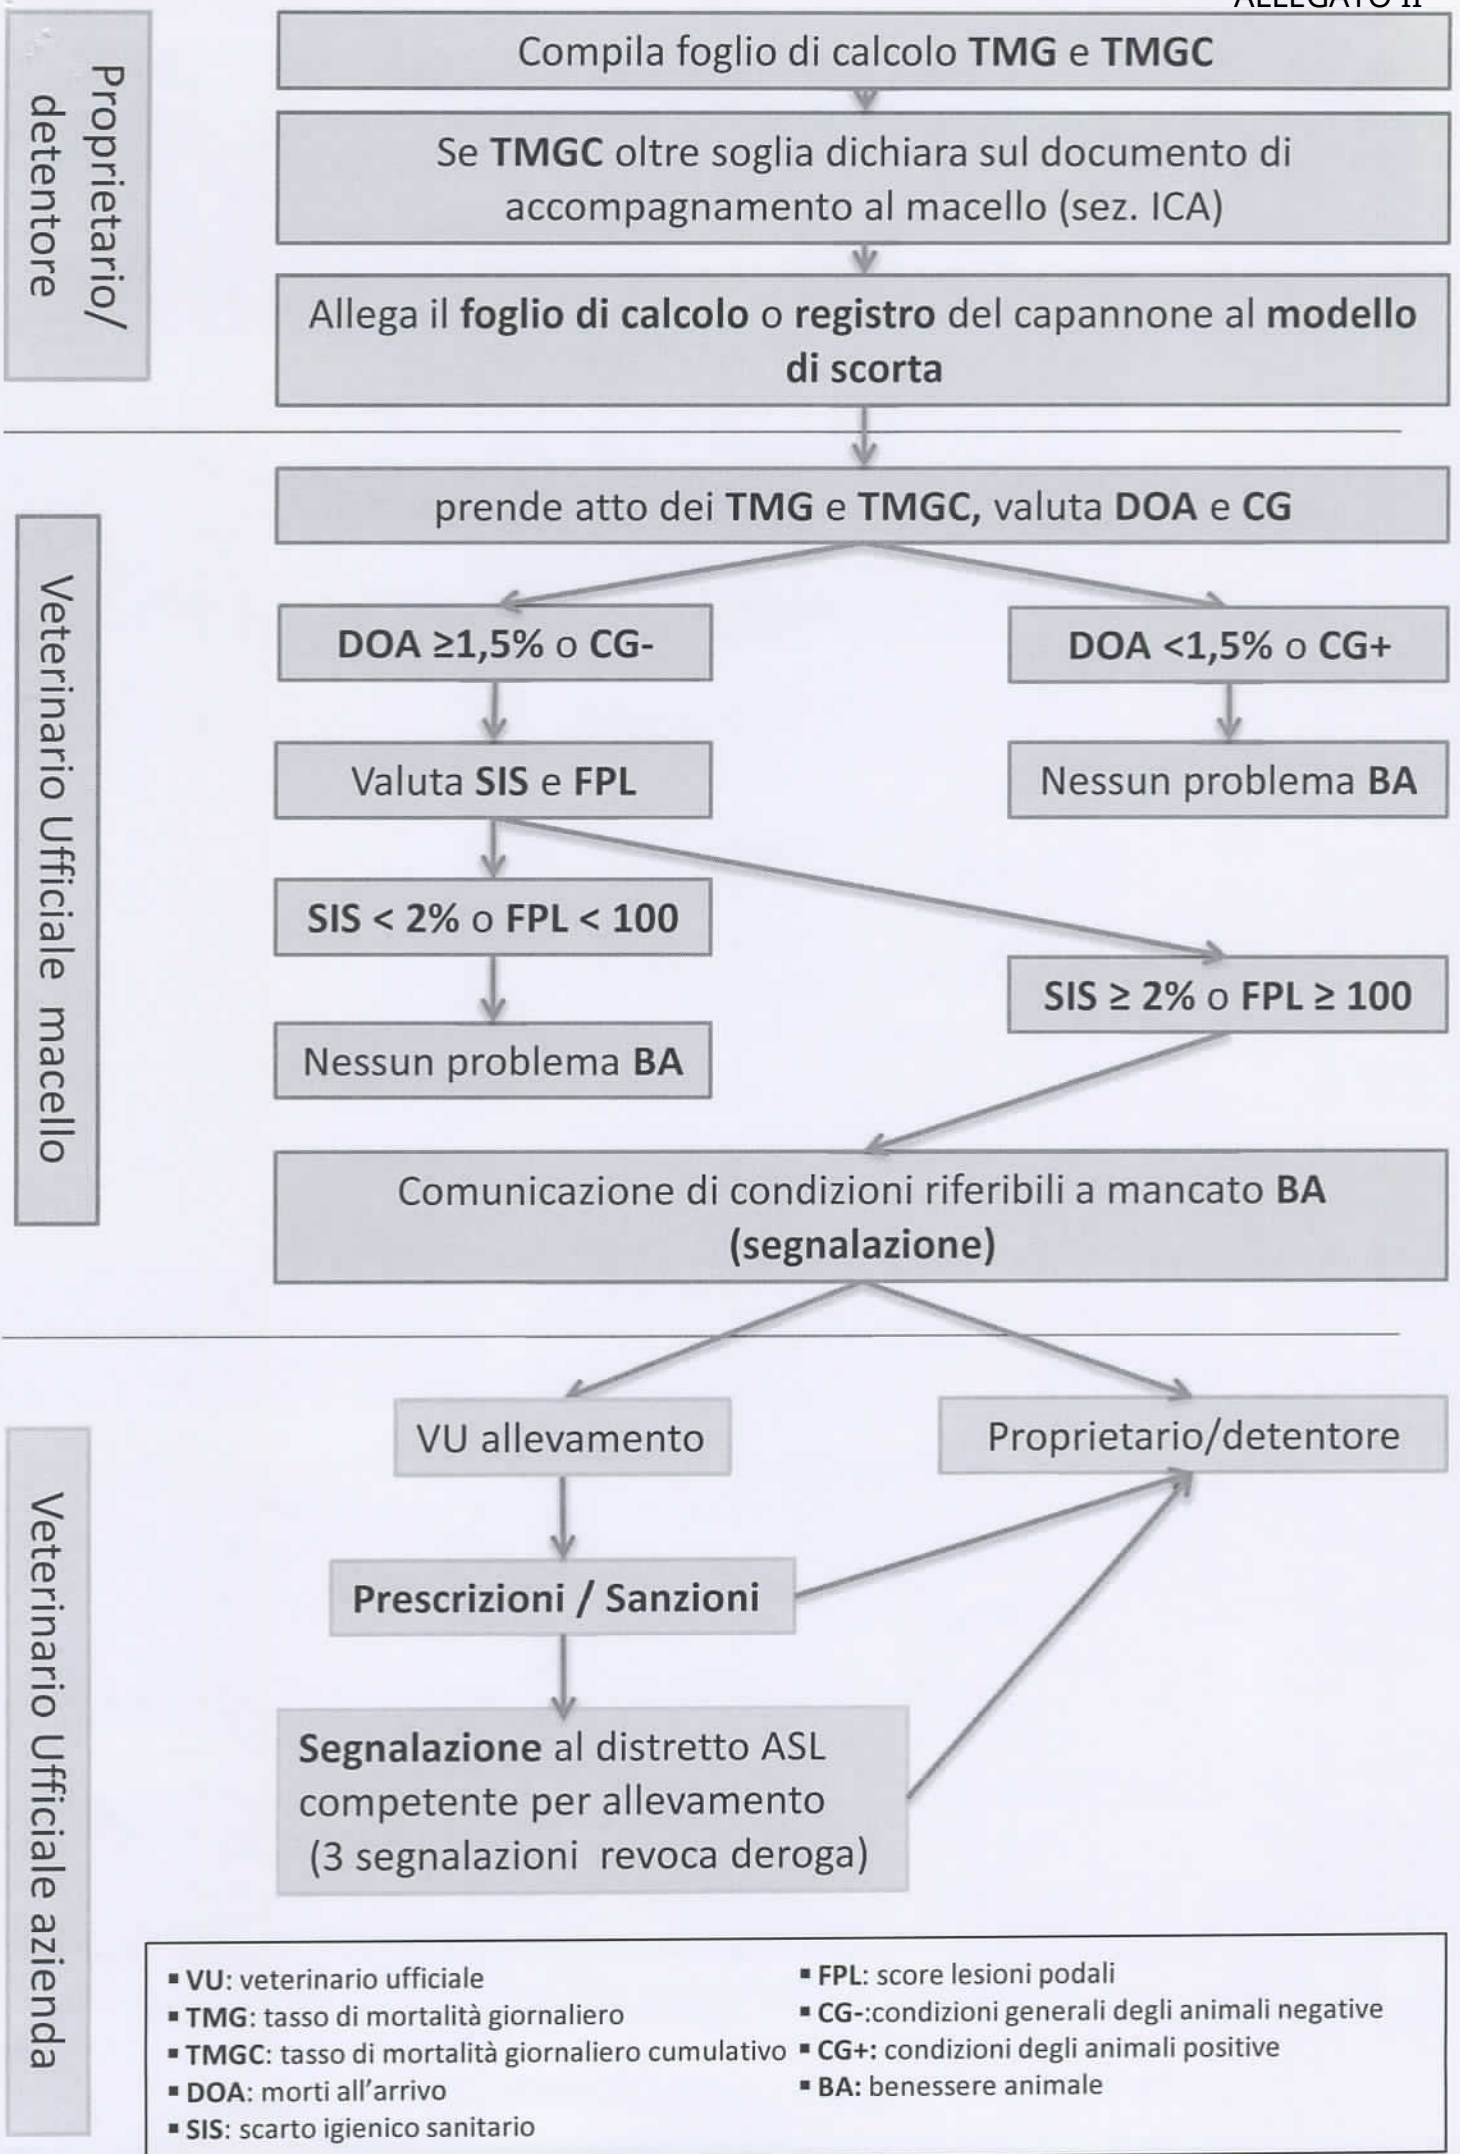 ALLEGATO II
Proprietario/
detentore
Compila foglio di calcolo TMG e TMGC
Se TMGC oltre soglia dichiara sul documento di
accompagnamento al macello (sez. ICA)
Allega il foglio di calcolo o registro del capannone al modello
di scorta
Veterinario Ufficiale macello
prende atto dei TMG e TMGC, valuta DOA e CG
DOA ≥1,5% o CG-
DOA <1,5% o CG+
Valuta SIS e FPL
Nessun problema BA
SIS < 2% o FPL < 100
SIS ≥ 2% o FPL ≥ 100
Nessun problema BA
Comunicazione di condizioni riferibili a mancato BA
(segnalazione)
Veterinario Ufficiale azienda
VU allevamento
Proprietario/detentore
Prescrizioni / Sanzioni
Segnalazione al distretto ASL
competente per allevamento
(3 segnalazioni revoca deroga)
▪ VU: veterinario ufficiale
▪ TMG: tasso di mortalità giornaliero
▪ TMGC: tasso di mortalità giornaliero cumulativo
▪ DOA: morti all'arrivo
▪ SIS: scarto igienico sanitario
▪ FPL: score lesioni podali
▪ CG-:condizioni generali degli animali negative
▪ CG+: condizioni degli animali positive
▪ BA: benessere animale